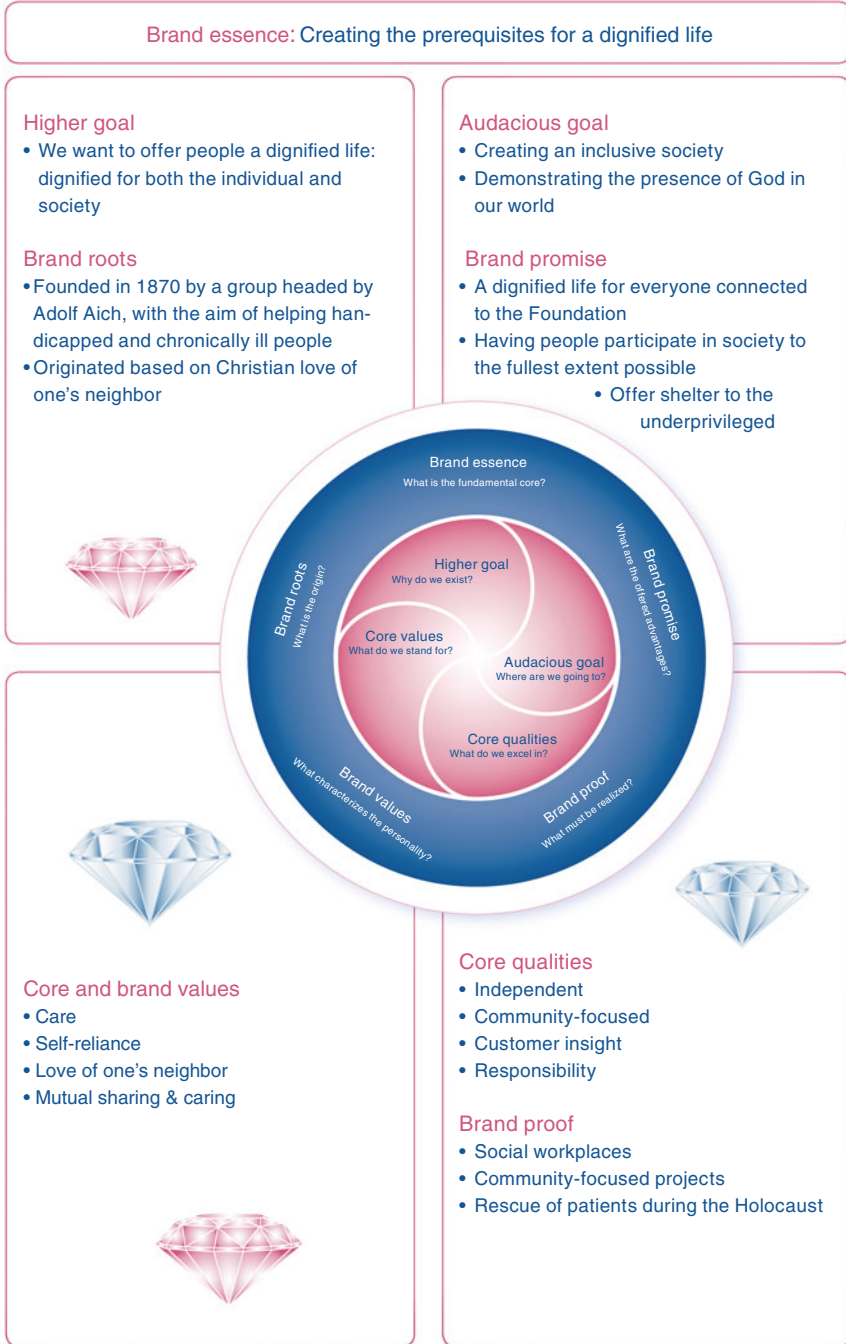 Brand essence: Creating the prerequisites for a dignified life
Higher goal
• We want to offer people a dignified life:
dignified for both the individual and
society
Brand roots
• Founded in 1870 by a group headed by
Adolf Aich, with the aim of helping han-
dicapped and chronically ill people
• Originated based on Christian love of
one's neighbor
Audacious goal
• Creating an inclusive society
• Demonstrating the presence of God in
our world
Brand promise
• A dignified life for everyone connected
to the Foundation
• Having people participate in society to
the fullest extent possible
• Offer shelter to the
underprivileged
Brand essence
What is the fundamental core?
Brand promise
What are the offered advantages?
Brand proof
What must be realized?
Brand values
What characterizes the personality?
Brand roots
What is the origin?
Higher goal
Why do we exist?
Core values
What do we stand for?
Audacious goal
Where are we going to?
Core qualities
What do we excel in?
Core and brand values
• Care
• Self-reliance
• Love of one's neighbor
• Mutual sharing & caring
Core qualities
• Independent
• Community-focused
• Customer insight
• Responsibility
Brand proof
• Social workplaces
• Community-focused projects
• Rescue of patients during the Holocaust